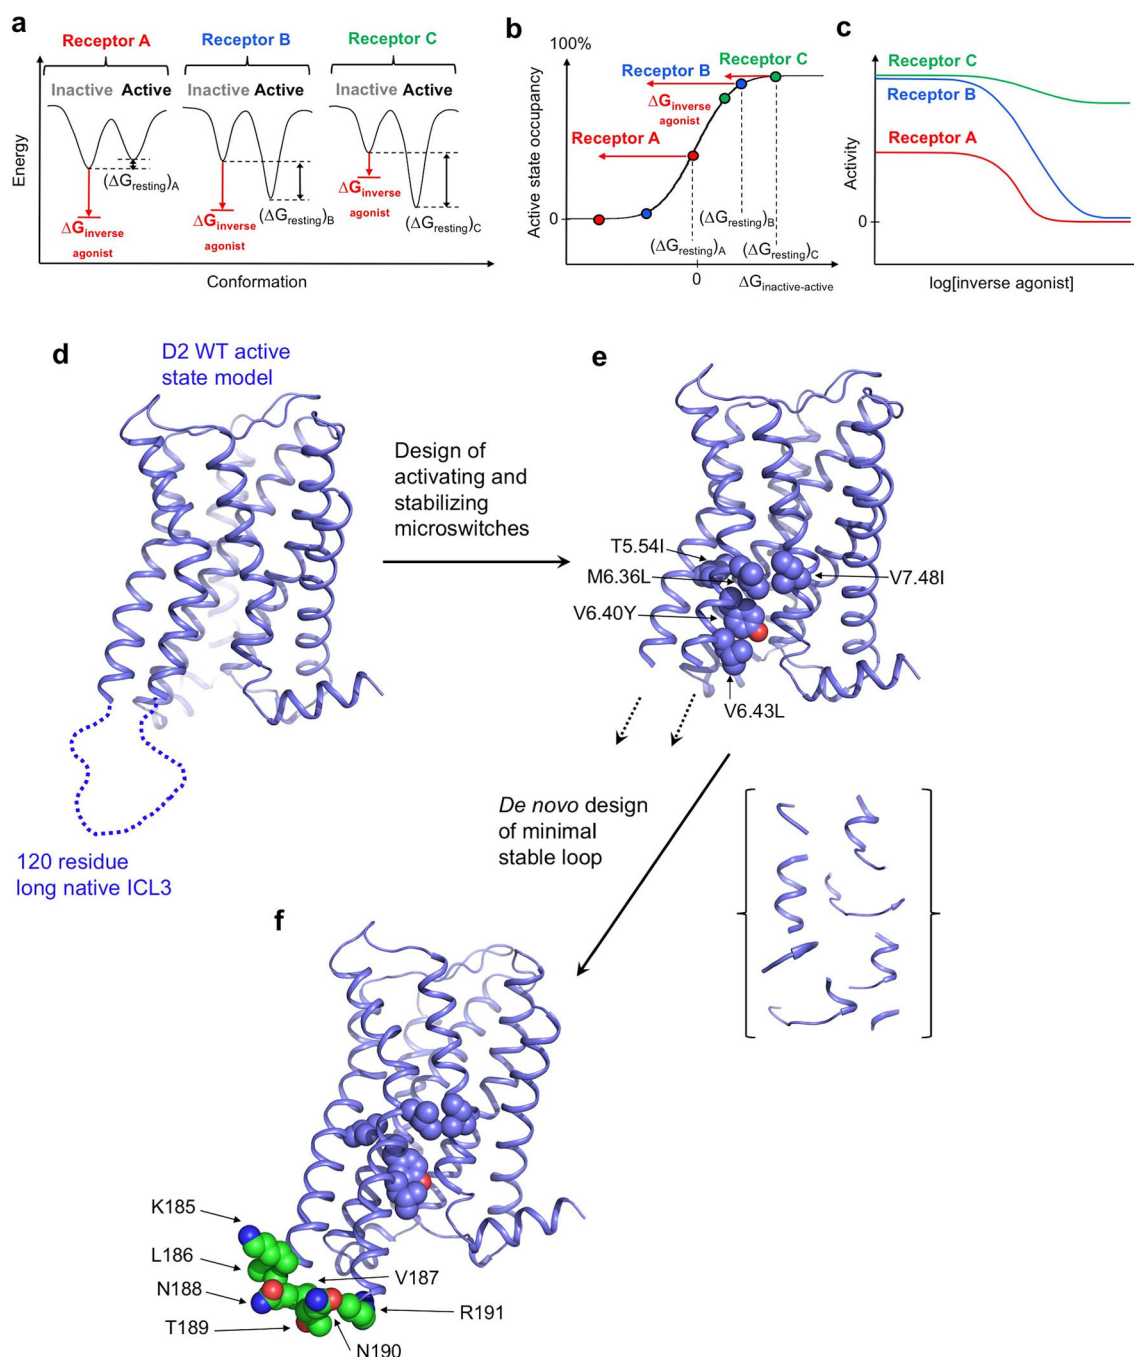 a
Receptor A
Receptor B
Receptor C
Inactive Active
Inactive Active
Inactive Active
Energy
(ΔGresting)A
(ΔGresting)B
(ΔGresting)C
ΔGinverse
agonist
ΔGinverse
agonist
ΔGinverse
agonist
Conformation
b
100%
Receptor C
Receptor B
ΔGinverse
agonist
Receptor A
Active state occupancy
0
(ΔGresting)B
(ΔGresting)A
(ΔGresting)C
0
ΔGinactive-active
c
Receptor C
Receptor B
Receptor A
Activity
0
log[inverse agonist]
d
D2 WT active
state model
120 residue
long native ICL3
Design of
activating and
stabilizing
microswitches
e
T5.54I
M6.36L
V6.40Y
V7.48I
V6.43L
De novo design
of minimal
stable loop
f
K185
L186
N188
T189
V187
R191
N190